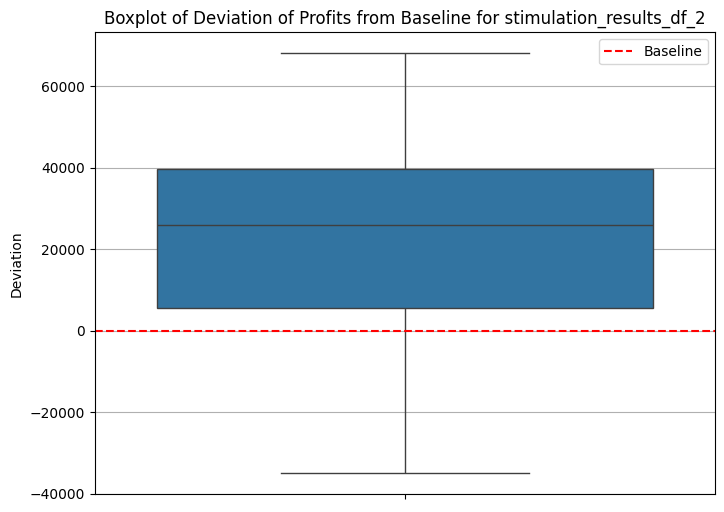 Boxplot of Deviation of Profits from Baseline for stimulation_results_df_2
Baseline
60000
40000
20000
0
−20000
−40000
Deviation